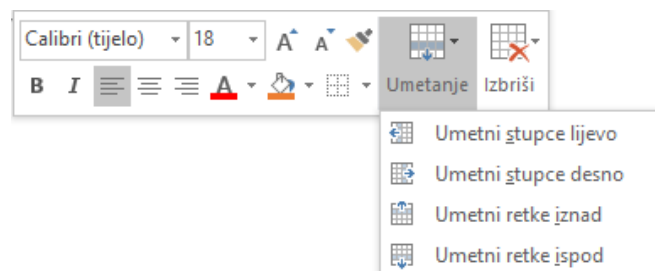 Calibri (tijelo) 18 A A
B I A Umetanje Izbriši
Umetni stupce lijevo
Umetni stupce desno
Umetni retke iznad
Umetni retke ispod